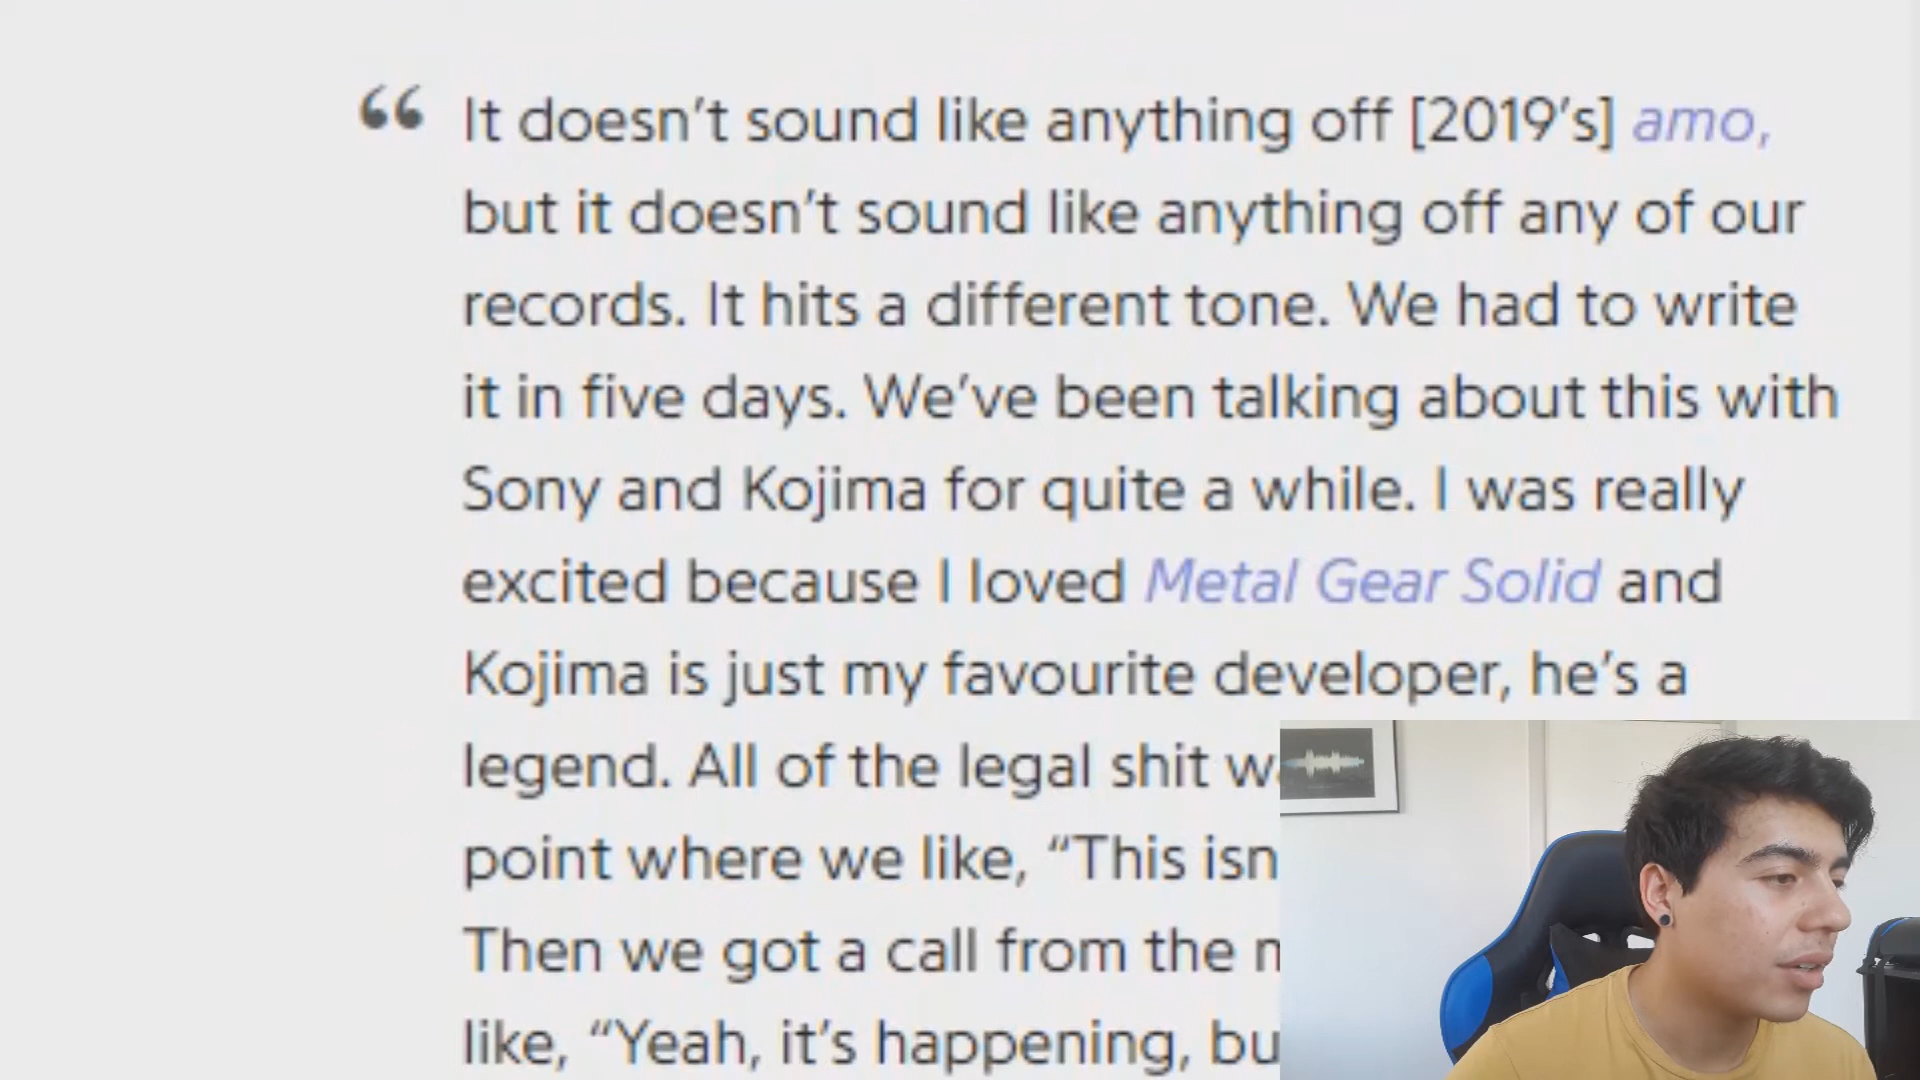 “ It doesn’t sound like anything off [2019’s] amo,
but it doesn’t sound like anything off any of our
records. It hits a different tone. We had to write
it in five days. We’ve been talking about this with
Sony and Kojima for quite a while. I was really
excited because I loved Metal Gear Solid and
Kojima is just my favourite developer, he’s a
legend. All of the legal shit
point where we like, “This
Then we got a call from the
like, “Yeah, it’s happening,